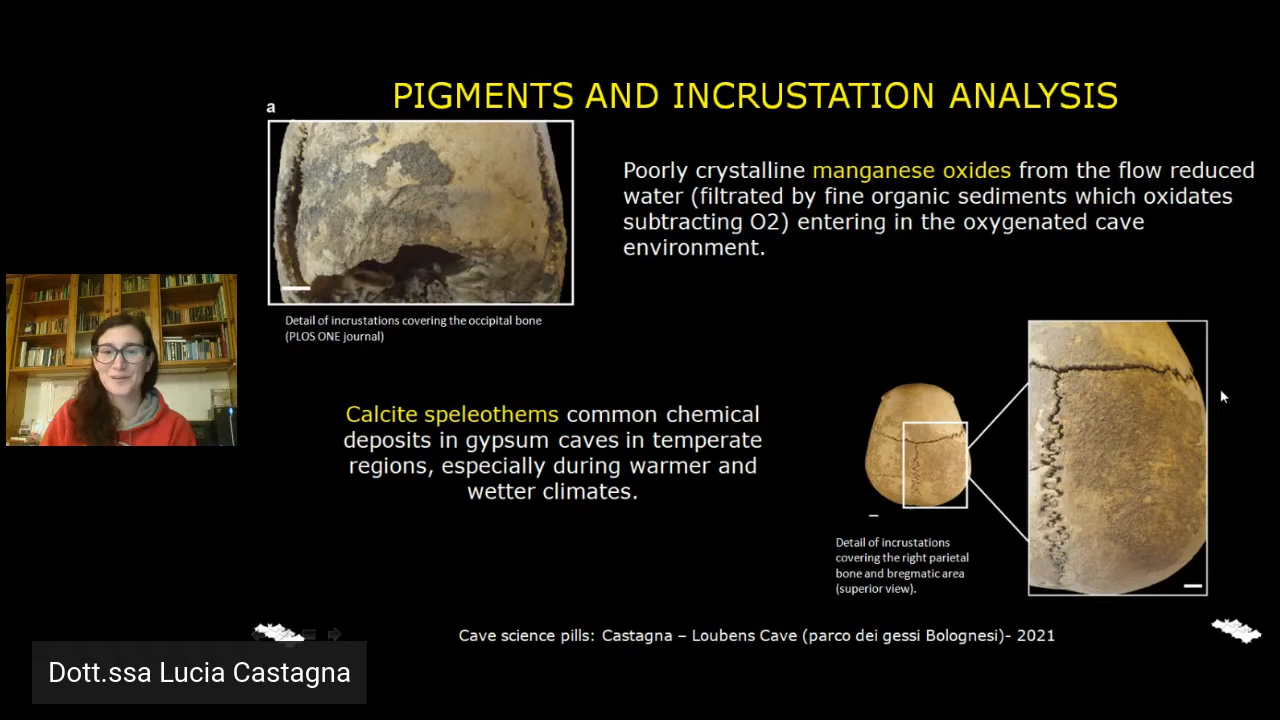 PIGMENTS AND INCRUSTATION ANALYSIS
a
Poorly crystalline manganese oxides from the flow reduced
water (filtrated by fine organic sediments which oxidates
subtracting O2) entering in the oxygenated cave
environment.
Detail of incrustations covering the occipital bone
(PLOS ONE journal)
Calcite speleothems common chemical
deposits in gypsum caves in temperate
regions, especially during warmer and
wetter climates.
Detail of incrustations
covering the right parietal
bone and bregmatic area
(superior view).
Cave science pills: Castagna – Loubens Cave (parco dei gessi Bolognesi)- 2021
Dott.ssa Lucia Castagna